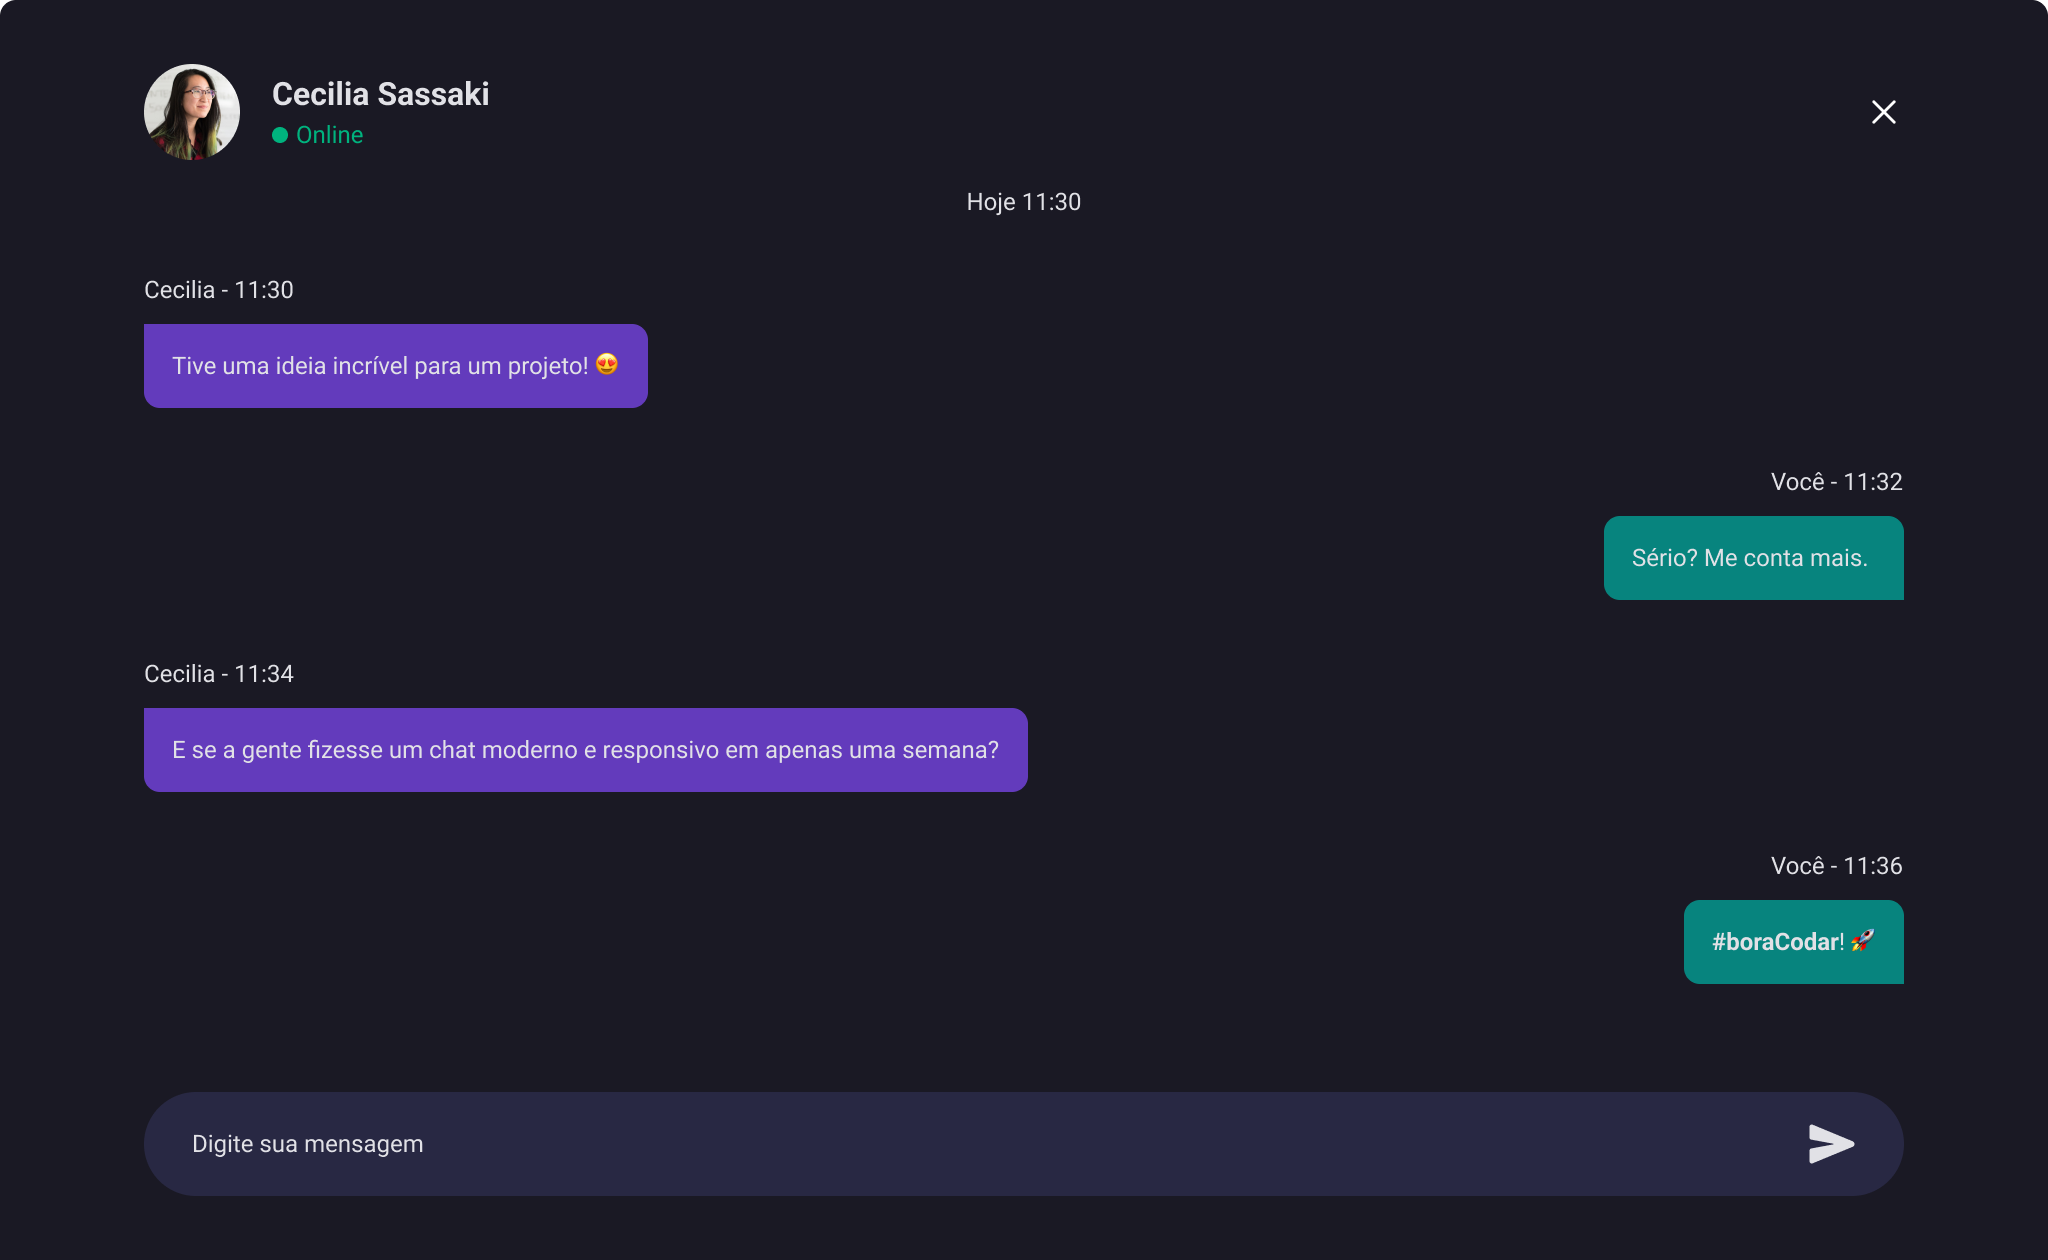 Cecilia Sassaki
Online
Hoje 11:30
Cecilia - 11:30
Tive uma ideia incrível para um projeto! 😍
Você - 11:32
Sério? Me conta mais.
Cecilia - 11:34
E se a gente fizesse um chat moderno e responsivo em apenas uma semana?
Você - 11:36
#boraCodar! 🚀
Digite sua mensagem